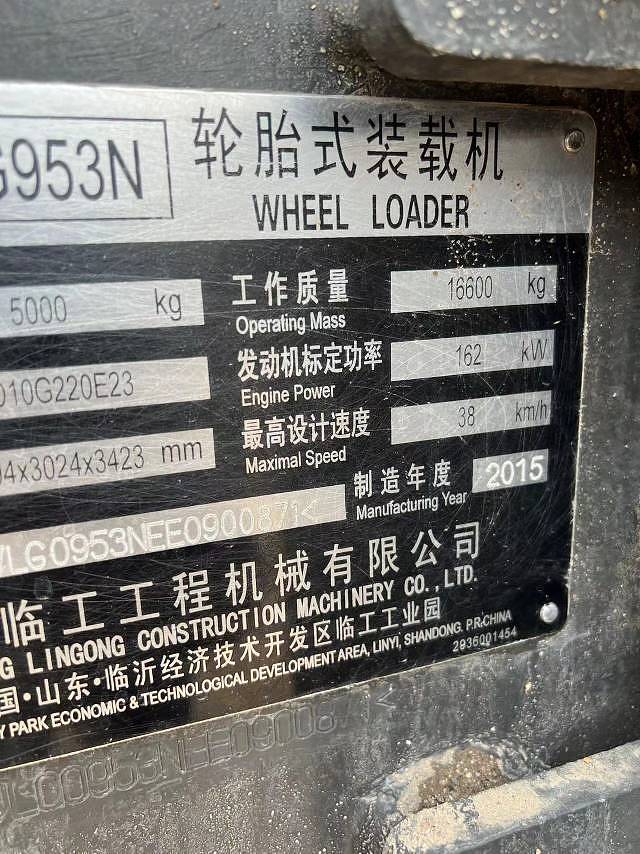 G953N
轮胎式装载机
WHEEL LOADER
5000 kg
工作质量 16600 kg
Operating Mass
D10G220E23
发动机标定功率 162 kW
Engine Power
4x3024x3423 mm
最高设计速度 38 km/h
Maximal Speed
制造年度 2015
Manufacturing Year
LG0953NEE0900871<
临工工程机械有限公司
G LINGONG CONSTRUCTION MACHINERY CO., LTD.
国·山东·临沂经济技术开发区临工工业园
Y PARK ECONOMIC & TECHNOLOGICAL DEVELOPMENT AREA, LINYI, SHANDONG. P.R.CHINA
2936001454